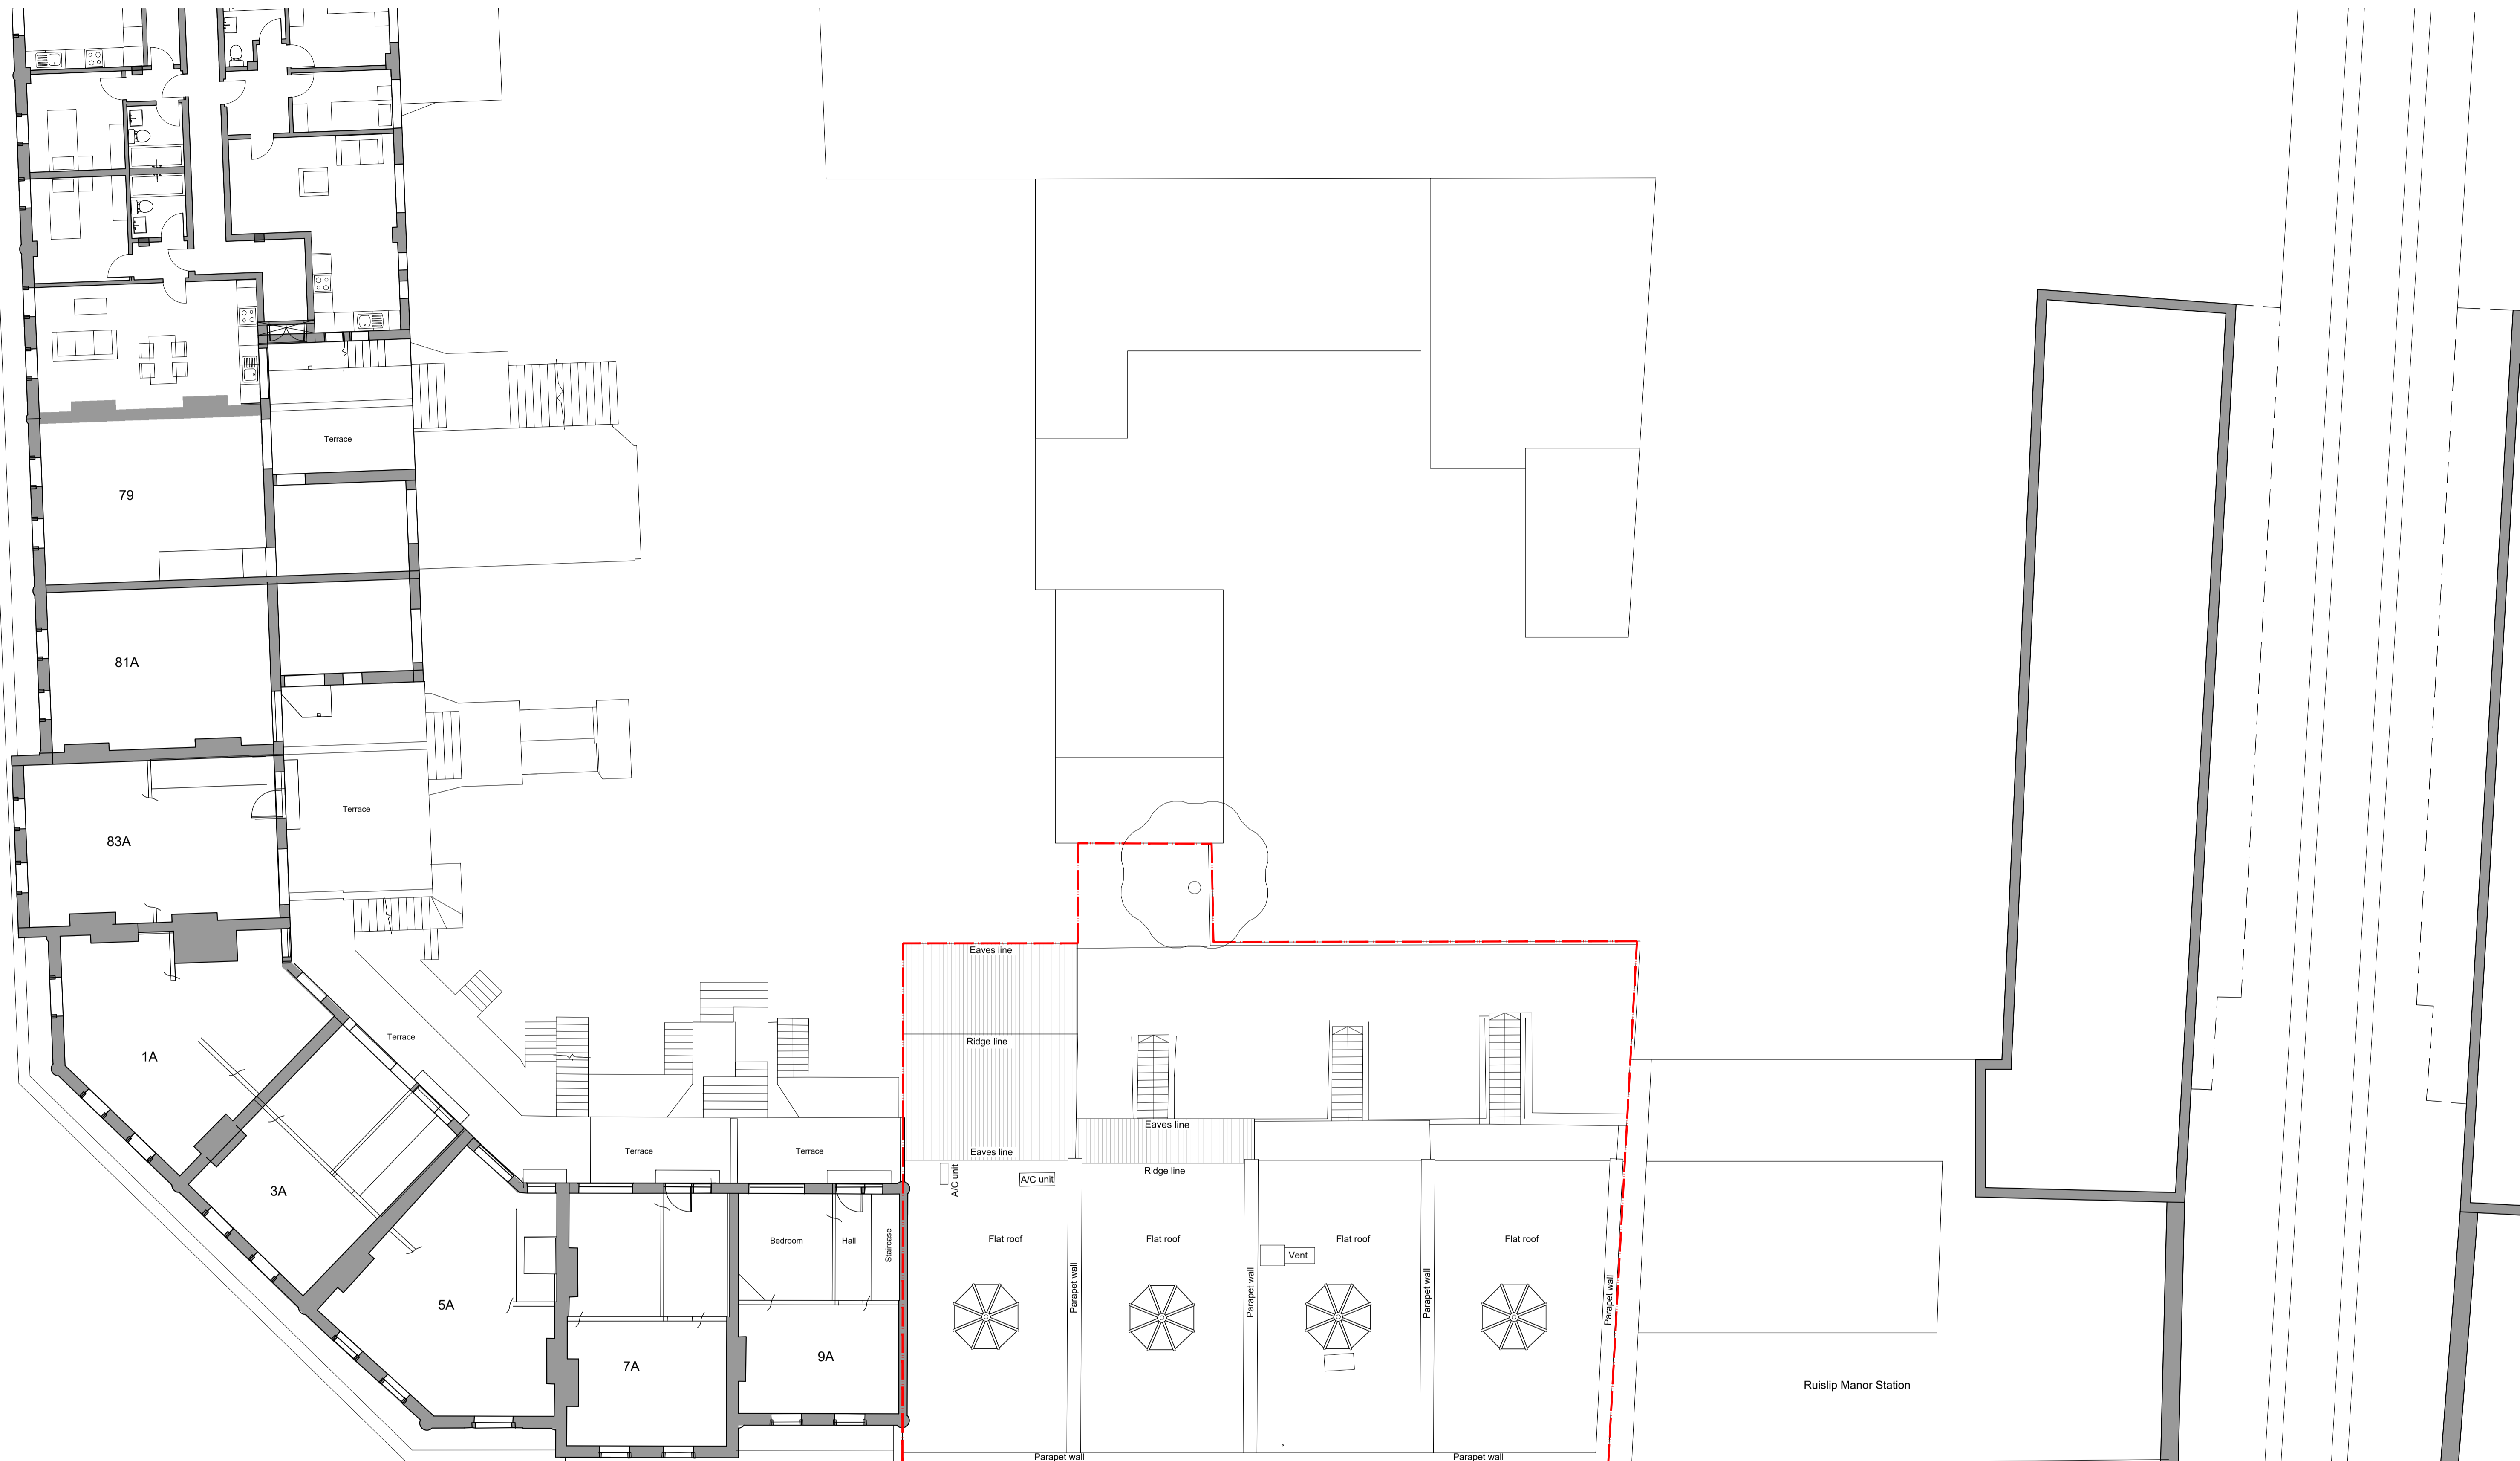 Terrace
79
81A
Terrace
83A
Eaves line
Terrace
Ridge line
1A
Eaves line
Terrace
Terrace
Eaves line
Ridge line
A/C unit
A/C unit
3A
Bedroom
Hall
Staircase
Flat roof
Flat roof
Flat roof
Flat roof
Vent
Parapet wall
Parapet wall
Parapet wall
Parapet wall
5A
7A
9A
Ruislip Manor Station
Parapet wall
Parapet wall